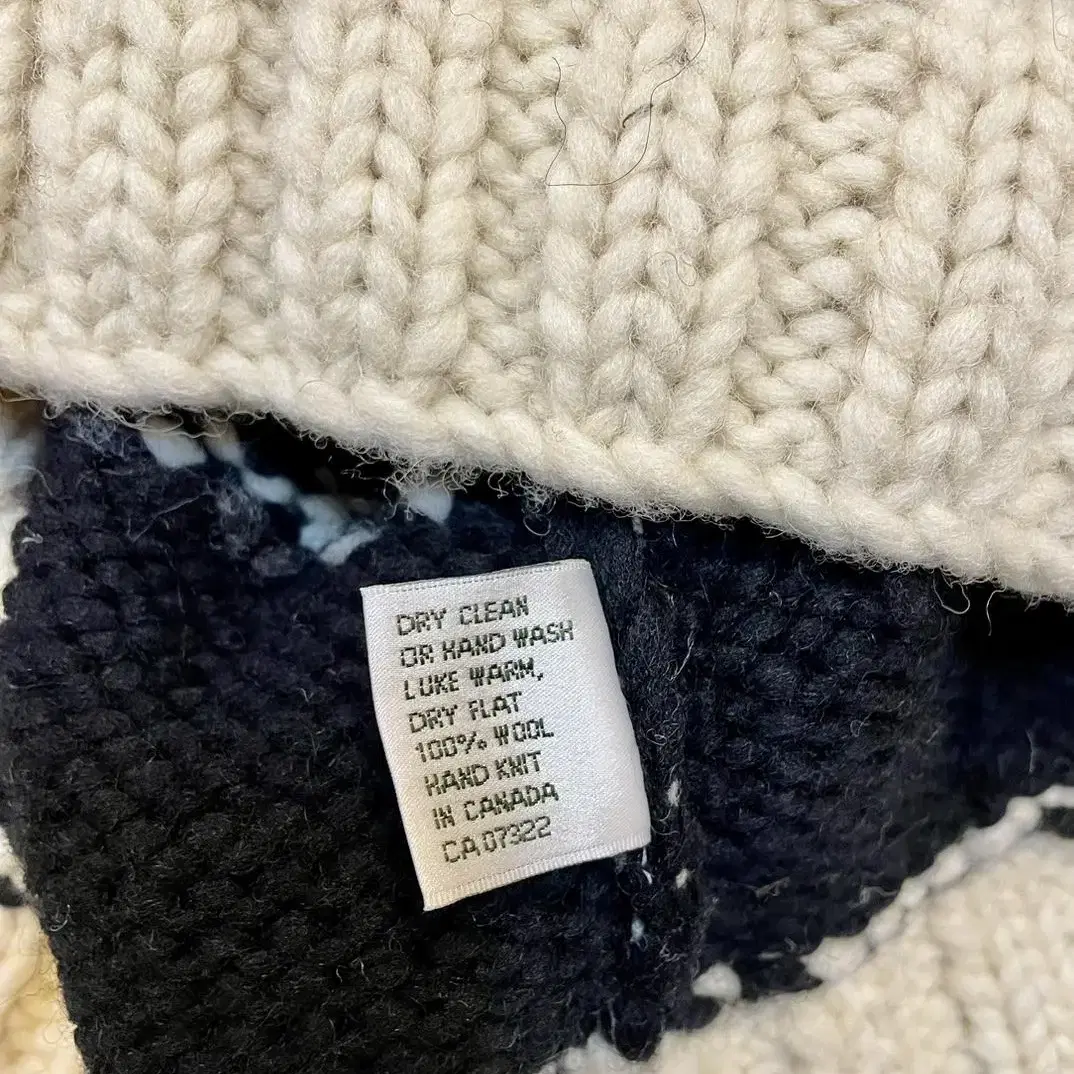 DRY CLEAN
OR HAND WASH
LUKE WARM,
DRY FLAT
100% WOOL
HAND KNIT
IN CANADA
CA 07322